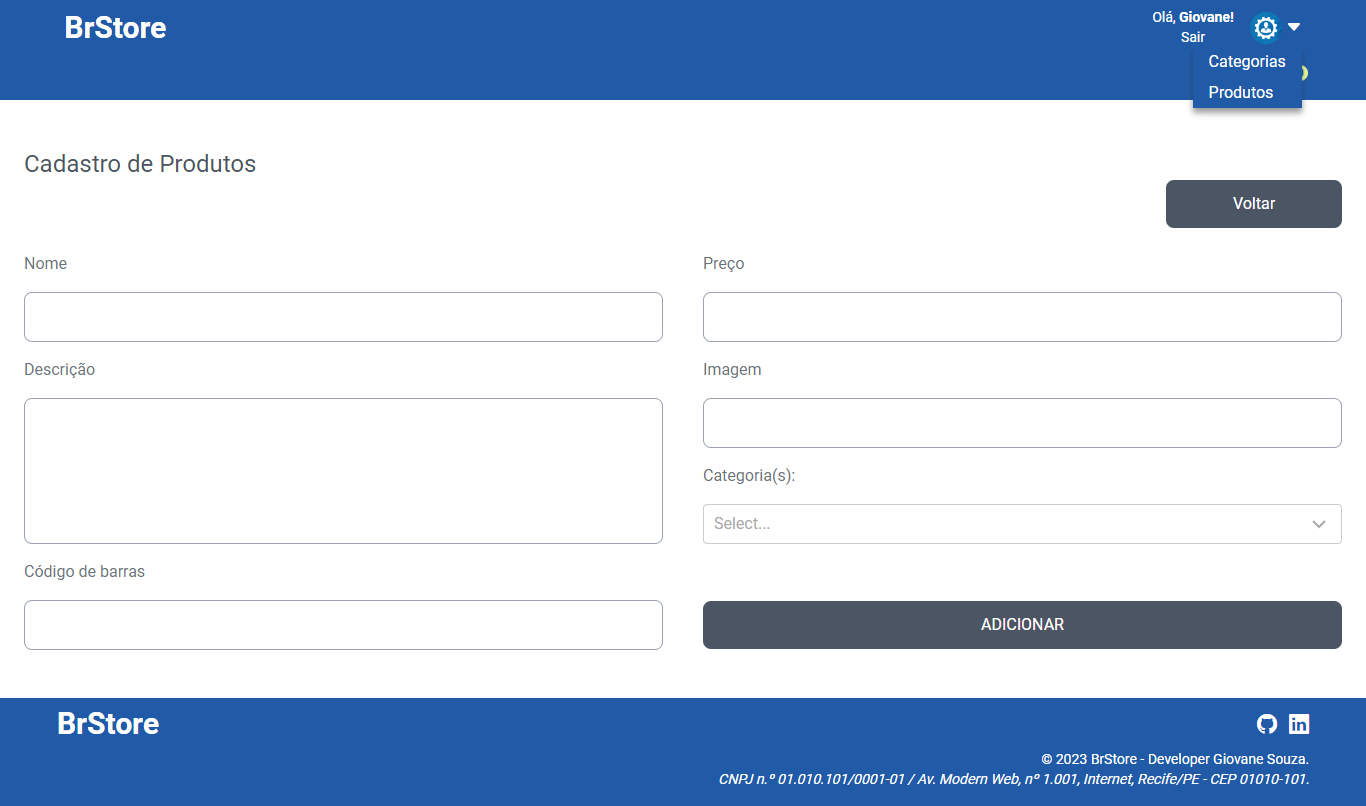 BrStore
Olá, Giovane!
Sair
Categorias
Produtos
Cadastro de Produtos
Voltar
Nome
Preço
Descrição
Imagem
Categoria(s):
Select...
Código de barras
ADICIONAR
BrStore
© 2023 BrStore - Developer Giovane Souza.
CNPJ n.º 01.010.101/0001-01 / Av. Modern Web, nº 1.001, Internet, Recife/PE - CEP 01010-101.